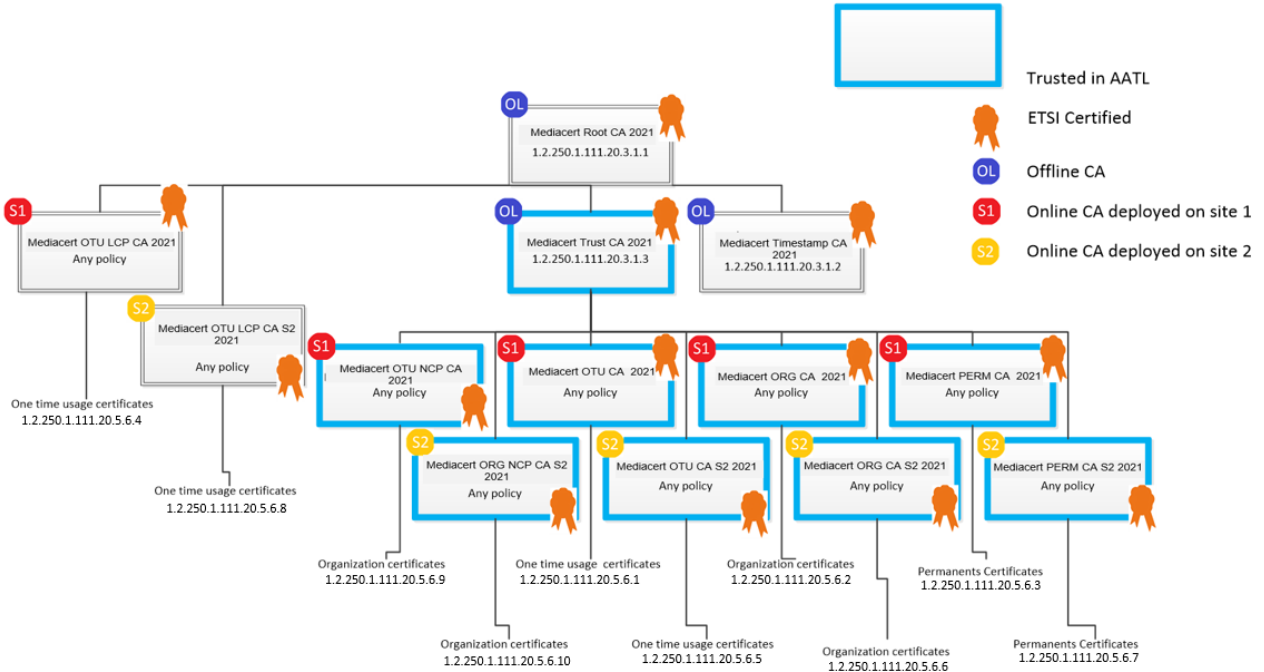 Trusted in AATL
ETSI Certified
OL
Offline CA
S1
Online CA deployed on site 1
S2
Online CA deployed on site 2
OL
Mediacert Root CA 2021
1.2.250.1.111.20.3.1.1
S1
Mediacert OTU LCP CA 2021
Any policy
OL
Mediacert Trust CA 2021
1.2.250.1.111.20.3.1.3
OL
Mediacert Timestamp CA
2021
1.2.250.1.111.20.3.1.2
S2
Mediacert OTU LCP CA S2
2021
Any policy
S1
Mediacert OTU NCP CA
2021
Any policy
S1
Mediacert OTU CA 2021
Any policy
S1
Mediacert ORG CA 2021
Any policy
S1
Mediacert PERM CA 2021
Any policy
One time usage certificates
1.2.250.1.111.20.5.6.4
S2
Mediacert ORG NCP CA S2
2021
Any policy
S2
Mediacert OTU CA S2 2021
Any policy
S2
Mediacert ORG CA S2 2021
Any policy
S2
Mediacert PERM CA S2 2021
Any policy
One time usage certificates
1.2.250.1.111.20.5.6.8
Organization certificates
1.2.250.1.111.20.5.6.9
One time usage certificates
1.2.250.1.111.20.5.6.1
Organization certificates
1.2.250.1.111.20.5.6.2
Permanents Certificates
1.2.250.1.111.20.5.6.3
Organization certificates
1.2.250.1.111.20.5.6.10
One time usage certificates
1.2.250.1.111.20.5.6.5
Organization certificates
1.2.250.1.111.20.5.6.6
Permanents Certificates
1.2.250.1.111.20.5.6.7